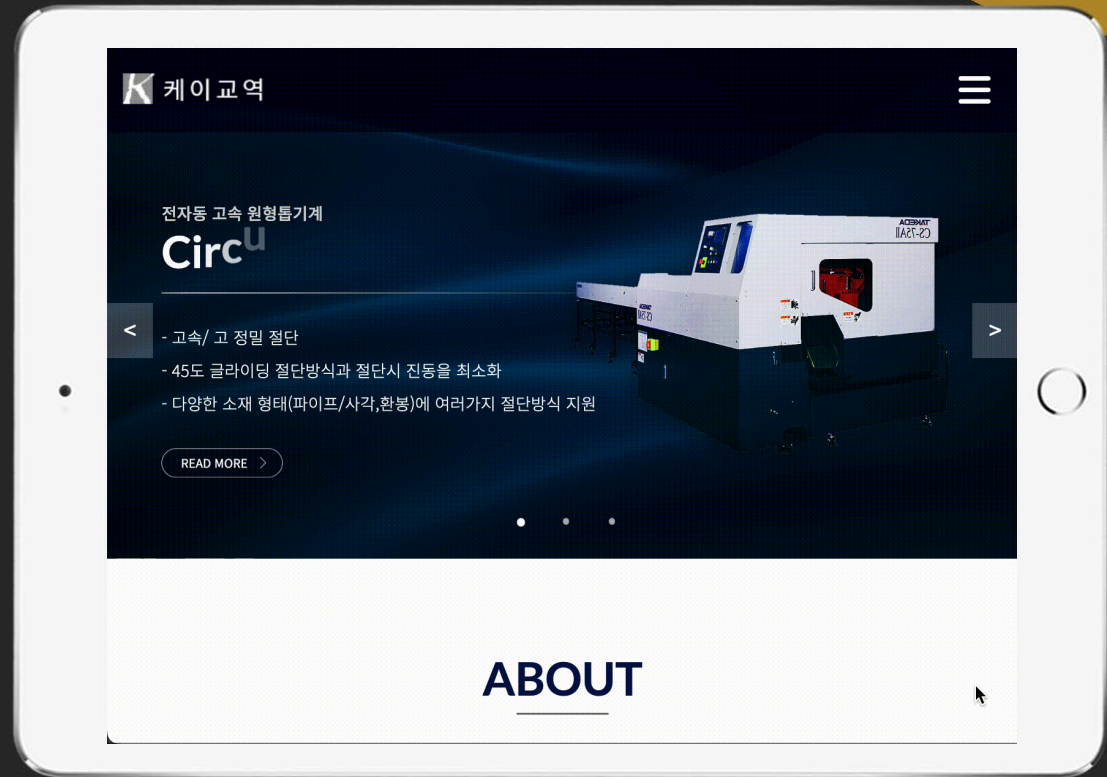 K 케이교역
전자동 고속 원형톱기계
Circu
- 고속/ 고 정밀 절단
- 45도 글라이딩 절단방식과 절단시 진동을 최소화
- 다양한 소재 형태(파이프/사각,환봉)에 여러가지 절단방식 지원
READ MORE >
<
>
TAKEDA
CS-75AII
ABOUT